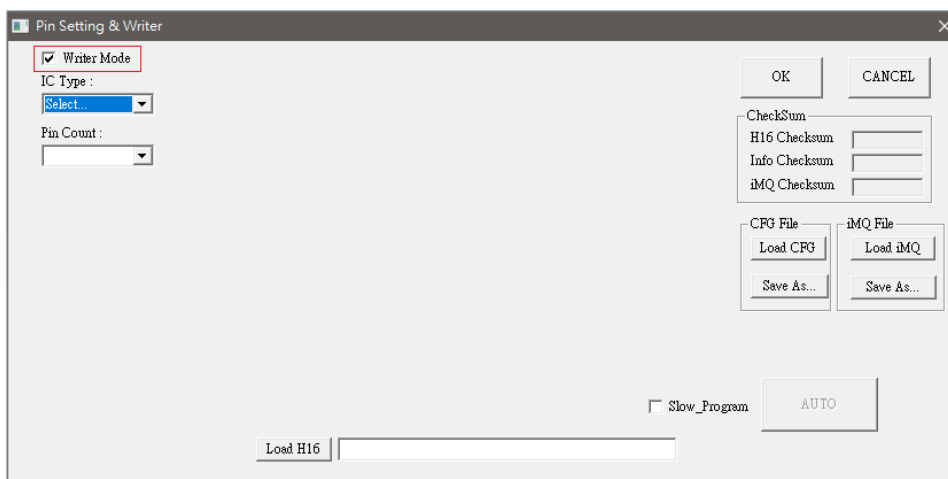 Pin Setting & Writer
Writer Mode
IC Type :
Select...
Pin Count :
OK
CANCEL
CheckSum
H16 Checksum
Info Checksum
iMQ Checksum
CFG File
iMQ File
Load CFG
Load iMQ
Save As...
Save As...
Slow_Program
AUTO
Load H16